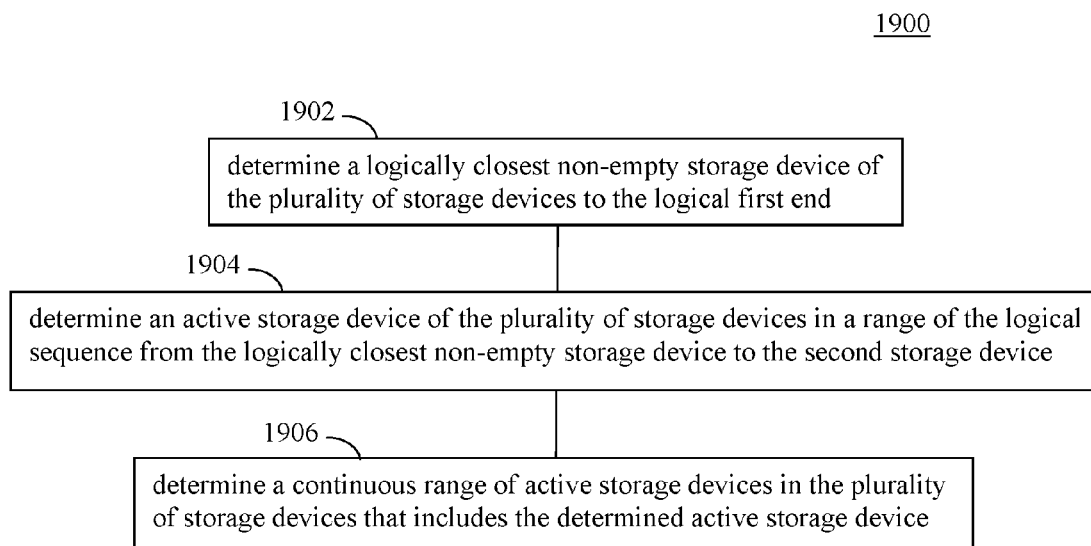 1900
1902
determine a logically closest non-empty storage device of
the plurality of storage devices to the logical first end
1904
determine an active storage device of the plurality of storage devices in a range of the logical
sequence from the logically closest non-empty storage device to the second storage device
1906
determine a continuous range of active storage devices in the plurality
of storage devices that includes the determined active storage device